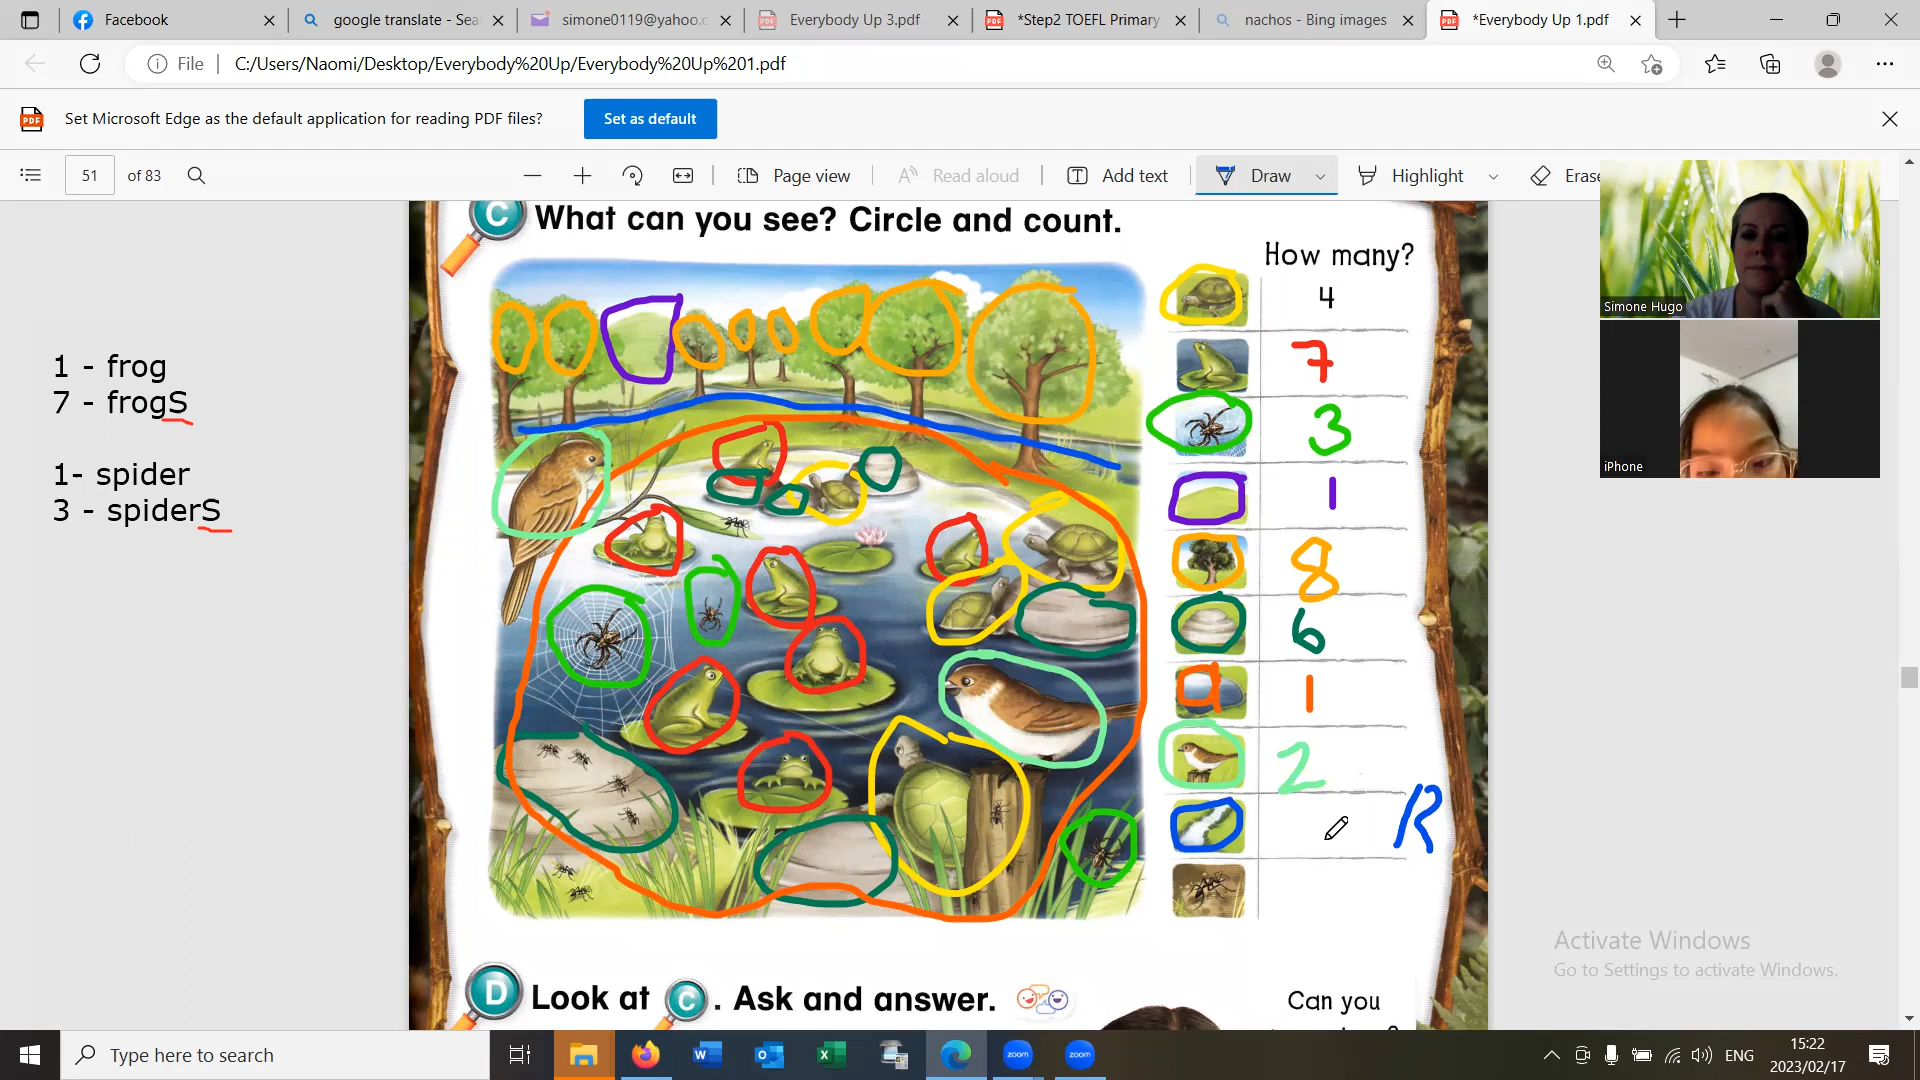 Facebook
google translate - Sea
simone0119@yahoo.c
Everybody Up 3.pdf
*Step2 TOEFL Primary
nachos - Bing images
*Everybody Up 1.pdf
File
C:/Users/Naomi/Desktop/Everybody%20Up/Everybody%20Up%201.pdf
PDF
Set Microsoft Edge as the default application for reading PDF files?
Set as default
51 of 83
Page view
Read aloud
Add text
Draw
Highlight
Erase
C What can you see? Circle and count.
How many?
4
7
3
1
8
6
1
2
R
1 - frog
7 - frogS
1- spider
3 - spiderS
Simone Hugo
iPhone
Activate Windows
Go to Settings to activate Windows.
D Look at C. Ask and answer.
Can you
Type here to search
zoom
zoom
ENG
15:22
2023/02/17